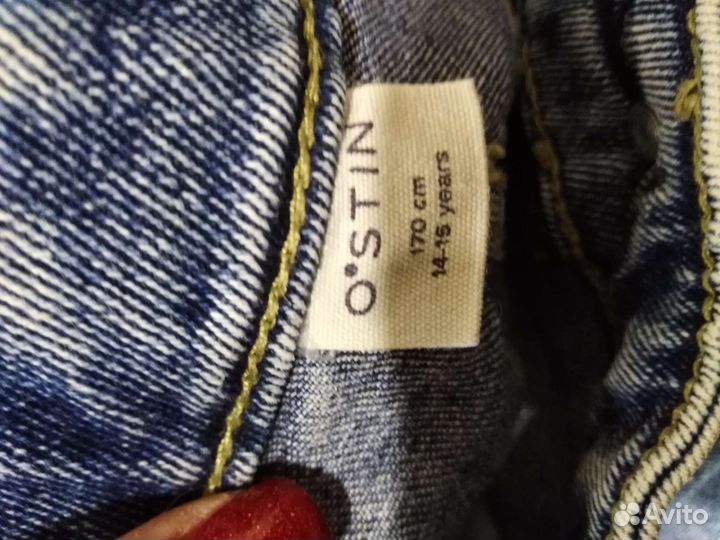 O'STIN
170 cm
14-15 years
Avito